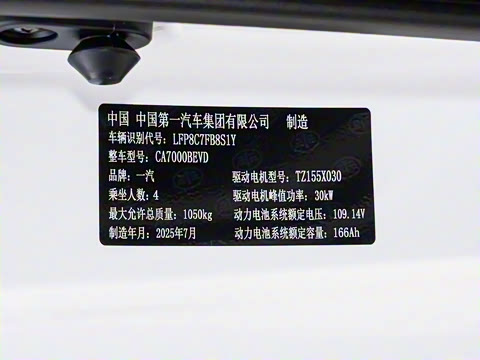 中国 中国第一汽车集团有限公司 制造
车辆识别代号: LFP8C7FB8S1Y
整车型号: CA7000BEVD
品牌: 一汽 驱动电机型号: TZ155X030
乘坐人数: 4 驱动电机峰值功率: 30kW
最大允许总质量: 1050kg 动力电池系统额定电压: 109.14V
制造年月: 2025年7月 动力电池系统额定容量: 166Ah